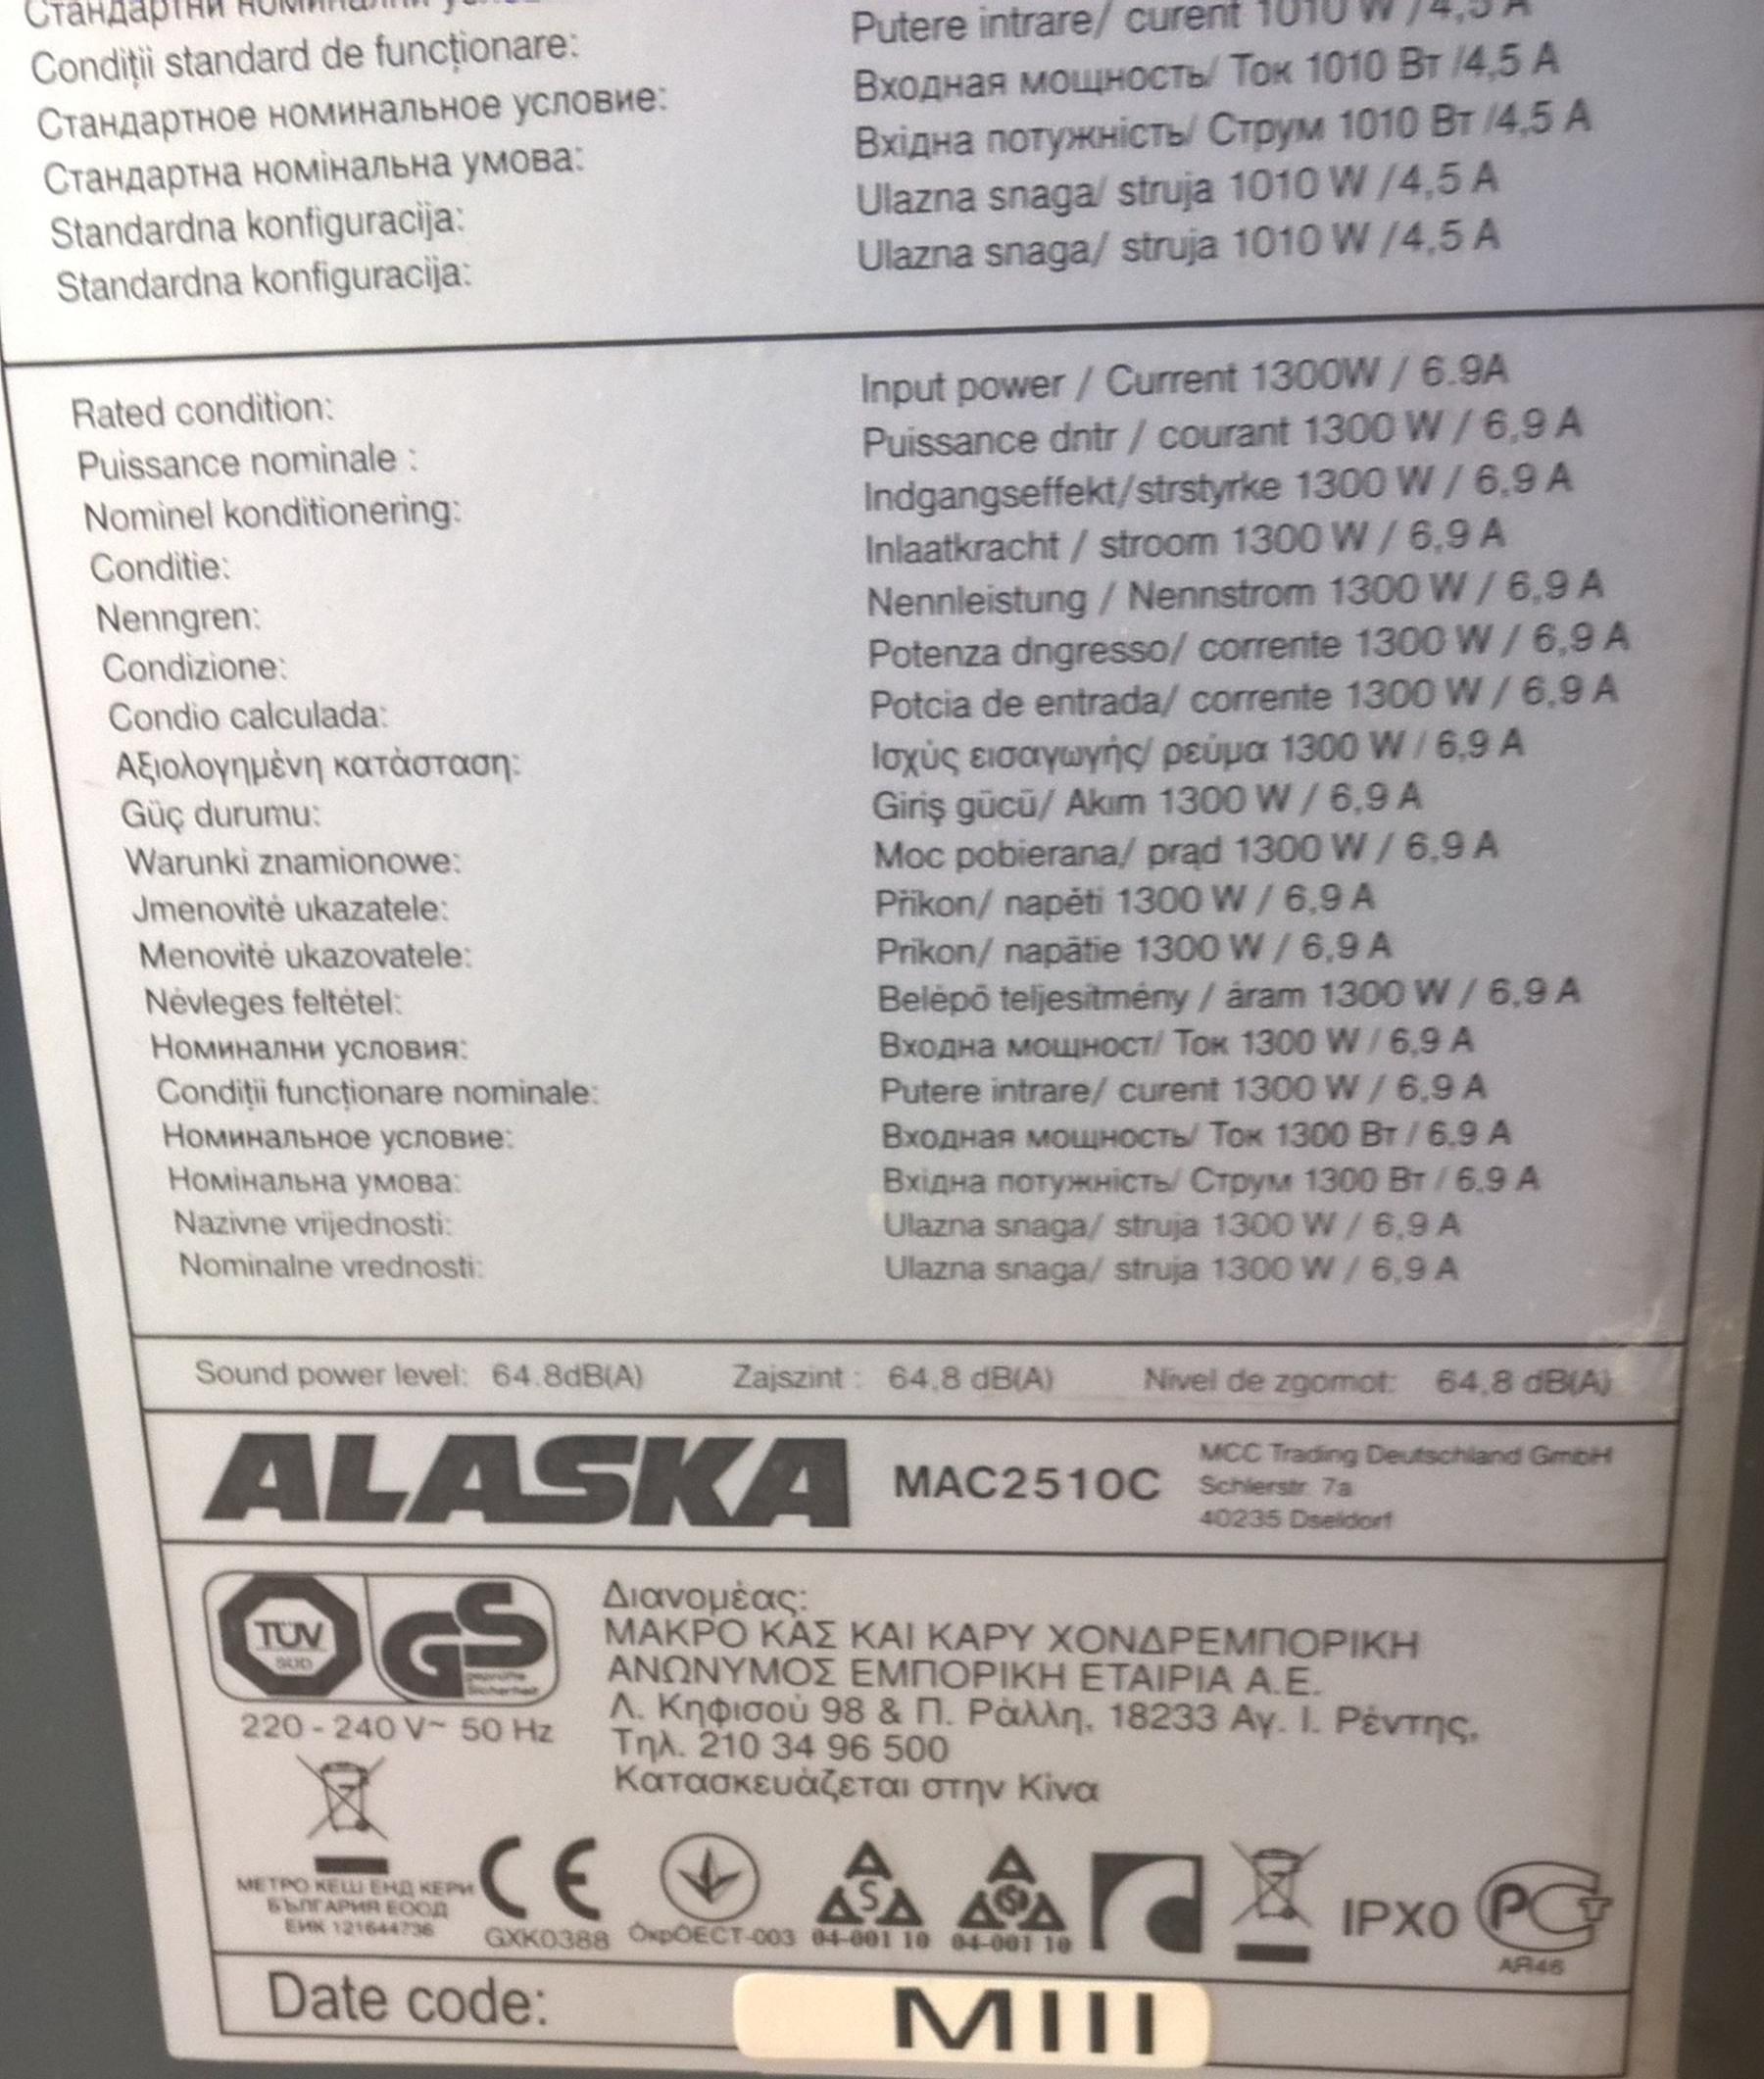 Стандартни номинални
Condiții standard de funcționare:
Стандартное номинальное условие:
Стандартна номінальна умова:
Standardna konfiguracija:
Standardna konfiguracija:
Putere intrare/ curent 1010 W /4,5 A
Входная мощность/ Ток 1010 Вт /4,5 A
Вхідна потужність/ Струм 1010 Вт /4,5 A
Ulazna snaga/ struja 1010 W /4,5 A
Ulazna snaga/ struja 1010 W /4,5 A
Rated condition:
Puissance nominale :
Nominel konditionering:
Conditie:
Nenngren:
Condizione:
Condio calculada:
Αξιολογημένη κατάσταση:
Güç durumu:
Warunki znamionowe:
Jmenovité ukazatele:
Menovité ukazovatele:
Névleges feltétel:
Номинални условия:
Condiții funcționare nominale:
Номинальное условие:
Номінальна умова:
Nazivne vrijednosti:
Nominalne vrednosti:
Input power / Current 1300W / 6.9A
Puissance dntr / courant 1300 W / 6,9 A
Indgangseffekt/strstyrke 1300 W / 6,9 A
Inlaatkracht / stroom 1300 W / 6,9 A
Nennleistung / Nennstrom 1300 W / 6,9 A
Potenza dngresso/ corrente 1300 W / 6,9 A
Potcia de entrada/ corrente 1300 W / 6,9 A
Ισχύς εισαγωγής/ ρεύμα 1300 W / 6,9 A
Giriş gücü/ Akım 1300 W / 6,9 A
Moc pobierana/ prąd 1300 W / 6,9 A
Příkon/ napětí 1300 W / 6,9 A
Príkon/ napätie 1300 W / 6,9 A
Belépő teljesítmény / áram 1300 W / 6,9 A
Входна мощност/ Ток 1300 W / 6,9 A
Putere intrare/ curent 1300 W / 6,9 A
Входная мощность/ Ток 1300 Вт / 6,9 A
Вхідна потужність/ Струм 1300 Вт / 6,9 A
Ulazna snaga/ struja 1300 W / 6,9 A
Ulazna snaga/ struja 1300 W / 6,9 A
Sound power level: 64.8dB(A) Zajszint : 64,8 dB(A) Nivel de zgomot: 64,8 dB(A)
ALASKA MAC2510C
MCC Trading Deutschland GmbH
Schlerstr. 7a
40235 Dseldorf
TÜV
SÜD
GS
geprüfte
Sicherheit
220 - 240 V~ 50 Hz
Διανομέας:
ΜΑΚΡΟ ΚΑΣ ΚΑΙ ΚΑΡΥ ΧΟΝΔΡΕΜΠΟΡΙΚΗ
ΑΝΩΝΥΜΟΣ ΕΜΠΟΡΙΚΗ ΕΤΑΙΡΙΑ Α.Ε.
Λ. Κηφισού 98 & Π. Ράλλη, 18233 Αγ. Ι. Ρέντης,
Τηλ. 210 34 96 500
Κατασκευάζεται στην Κίνα
МЕТРО КЕШ ЕНД КЕРИ
БЪЛГАРИЯ ЕООД
ЕИК 121644736
CE
GXK0388
ОкрОЕСТ-003
A
ASA
04-001 10
A
A A
04-001 10
IPX0
PCT
АЯ46
Date code: MIII